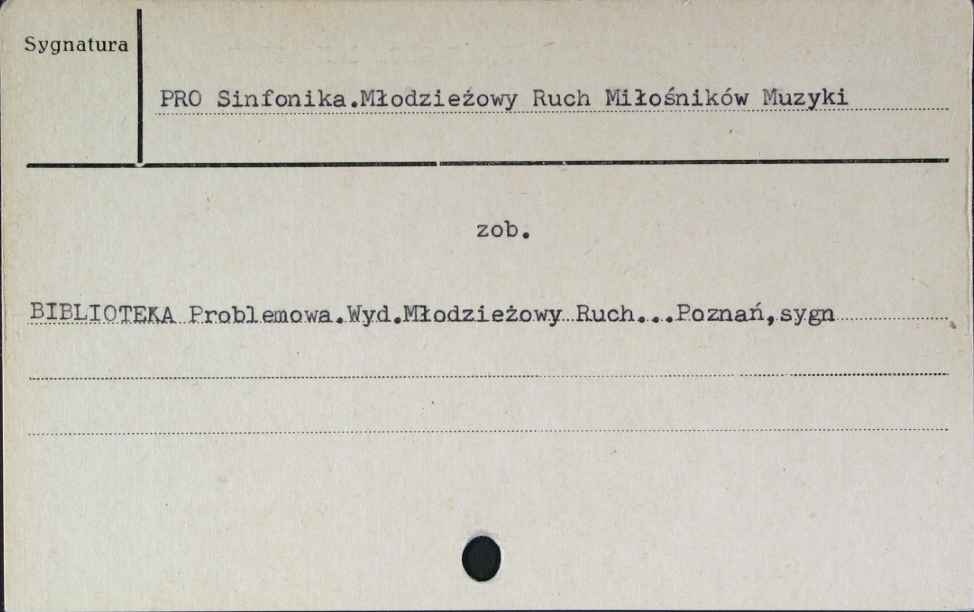 Sygnatura
PRO Sinfonika.Młodzieżowy Ruch Miłośników Muzyki
zob.
BIBLIOTEKA Problemowa.Wyd.Młodzieżowy Ruch...Poznań,sygn